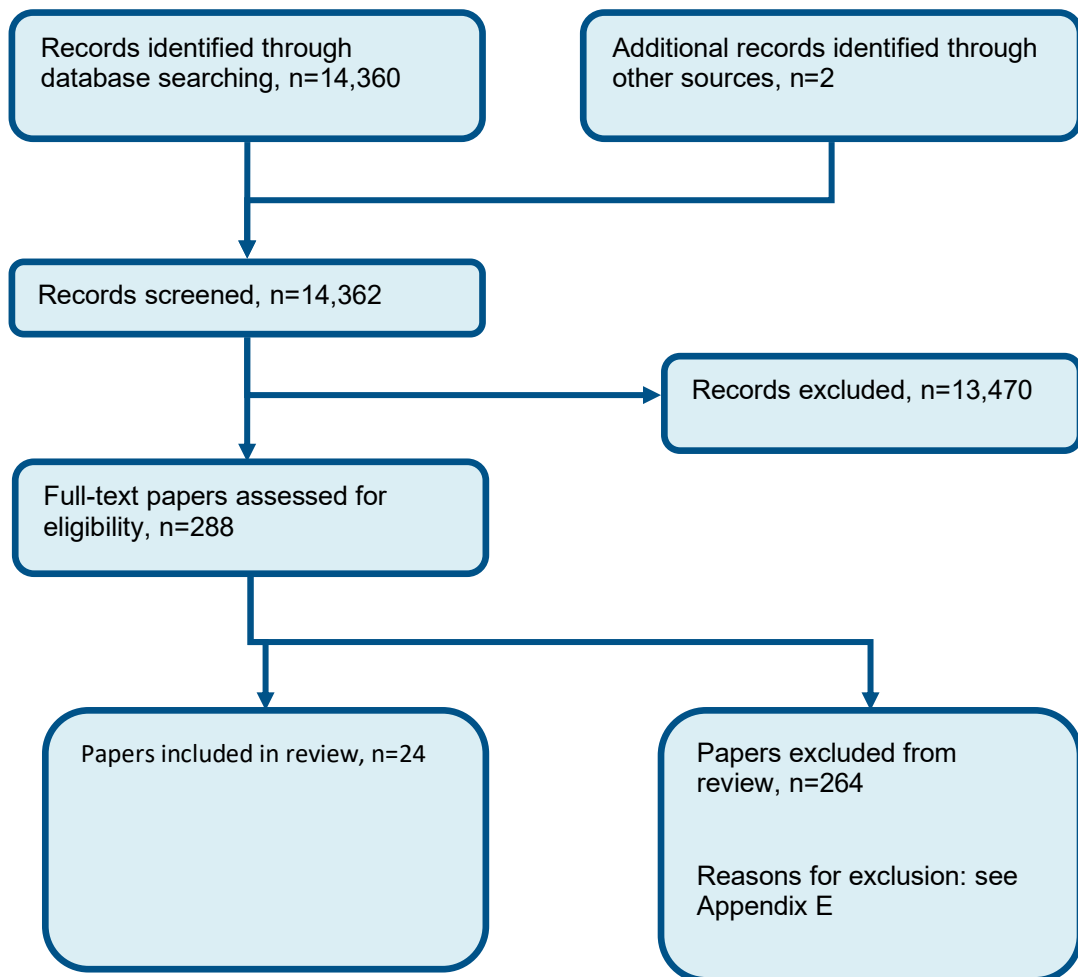 Records identified through
database searching, n=14,360
Additional records identified through
other sources, n=2
Records screened, n=14,362
Records excluded, n=13,470
Full-text papers assessed for
eligibility, n=288
Papers included in review, n=24
Papers excluded from
review, n=264
Reasons for exclusion: see
Appendix E